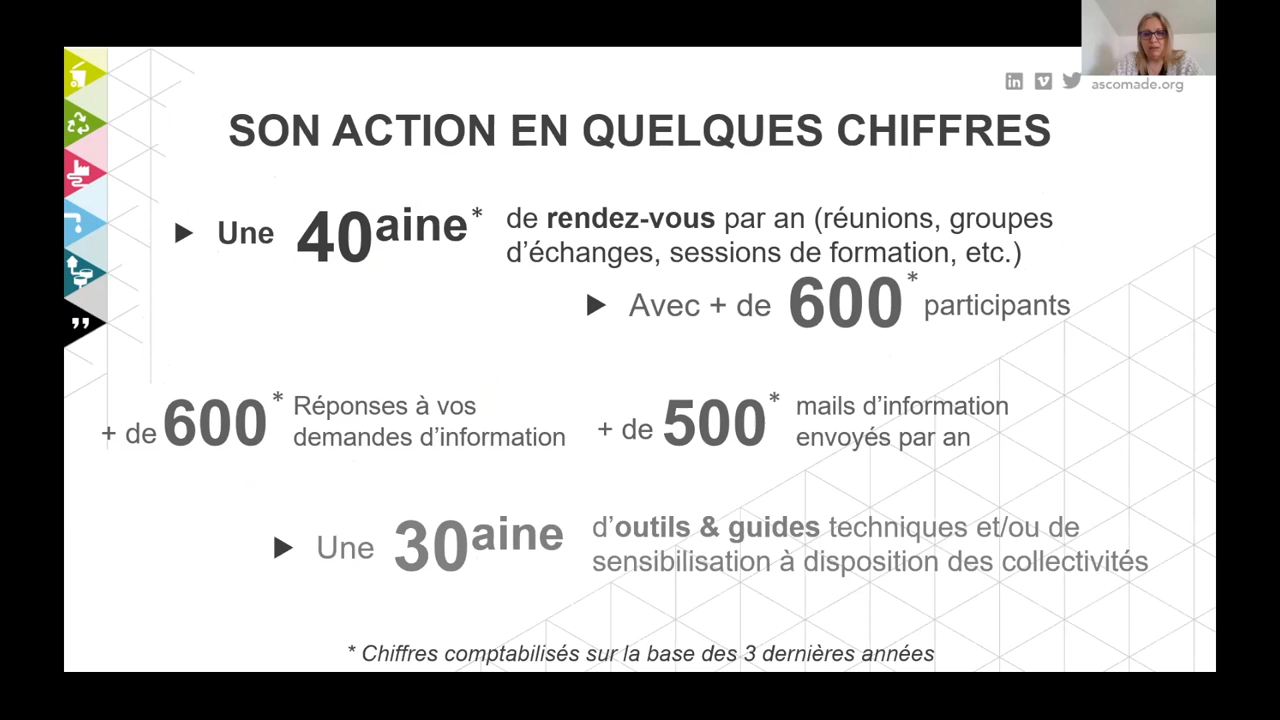 ascomade.org
SON ACTION EN QUELQUES CHIFFRES
Une 40aine* de rendez-vous par an (réunions, groupes
d’échanges, sessions de formation, etc.)
Avec + de 600* participants
+ de 600* Réponses à vos
demandes d’information
+ de 500* mails d’information
envoyés par an
Une 30aine d’outils & guides techniques et/ou de
sensibilisation à disposition des collectivités
* Chiffres comptabilisés sur la base des 3 dernières années